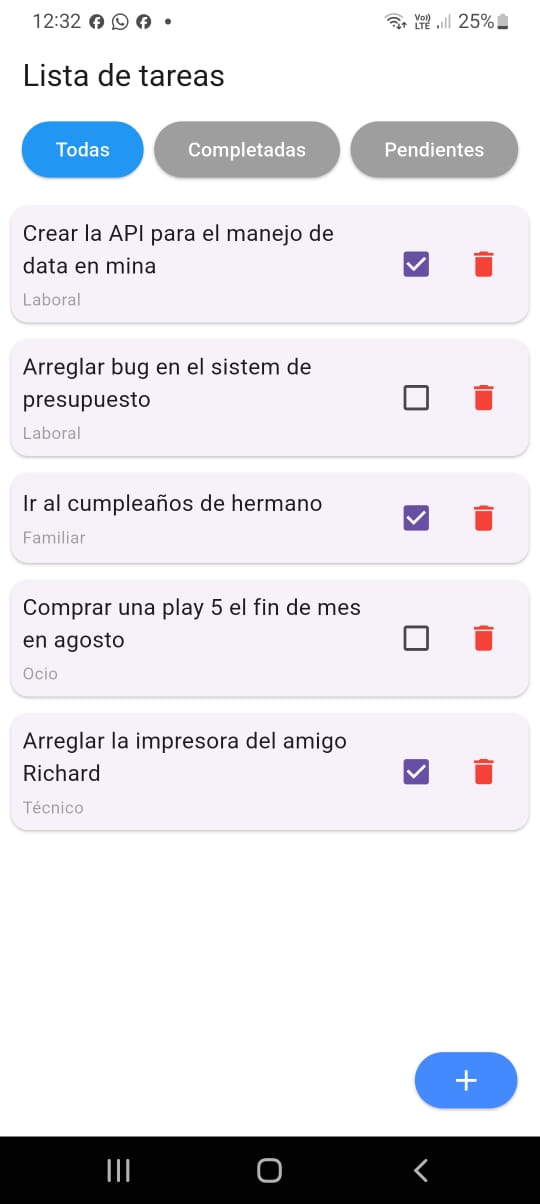 12:32
Vo)) LTE 25%
Lista de tareas
Todas Completadas Pendientes
Crear la API para el manejo de
data en mina
Laboral
Arreglar bug en el sistem de
presupuesto
Laboral
Ir al cumpleaños de hermano
Familiar
Comprar una play 5 el fin de mes
en agosto
Ocio
Arreglar la impresora del amigo
Richard
Técnico